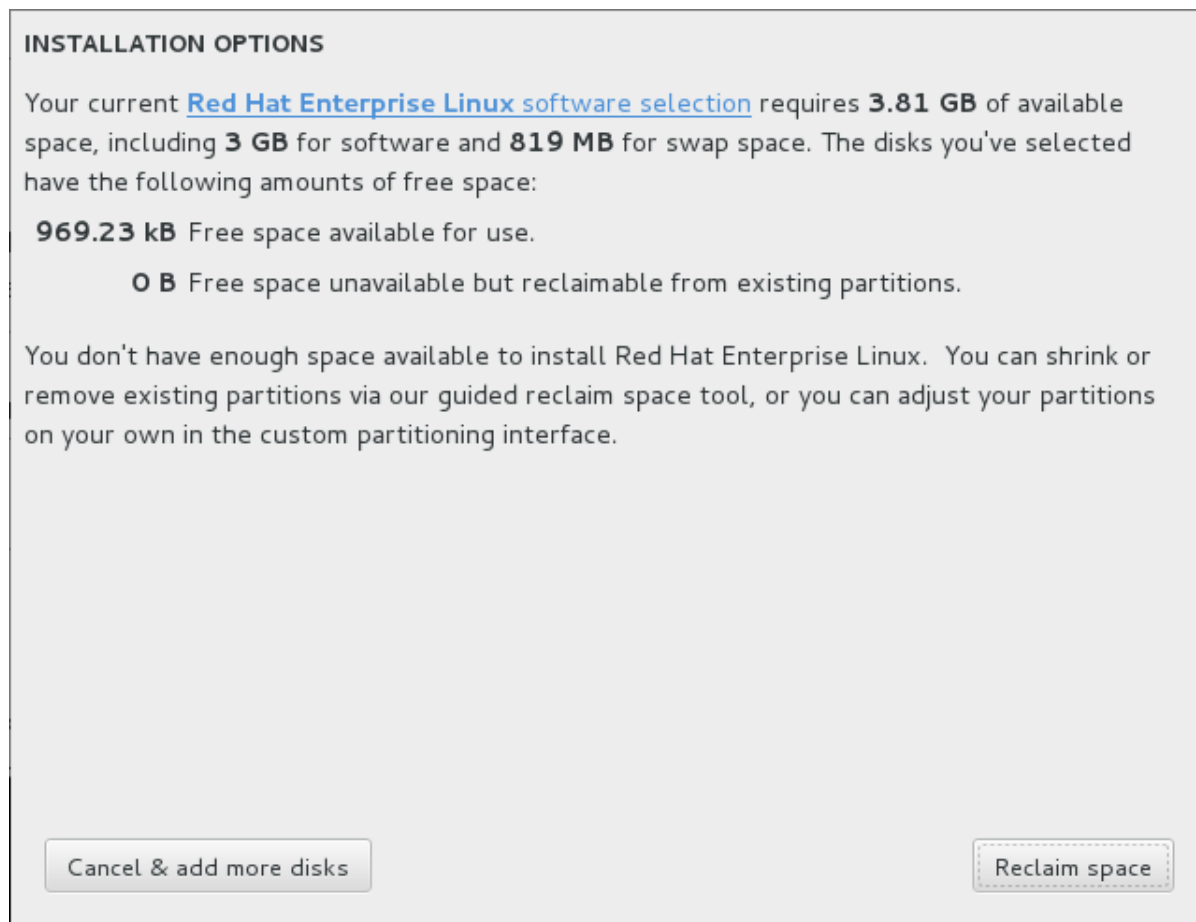 INSTALLATION OPTIONS
Your current Red Hat Enterprise Linux software selection requires 3.81 GB of available
space, including 3 GB for software and 819 MB for swap space. The disks you've selected
have the following amounts of free space:
969.23 kB Free space available for use.
0 B Free space unavailable but reclaimable from existing partitions.
You don't have enough space available to install Red Hat Enterprise Linux.  You can shrink or
remove existing partitions via our guided reclaim space tool, or you can adjust your partitions
on your own in the custom partitioning interface.
Cancel & add more disks
Reclaim space